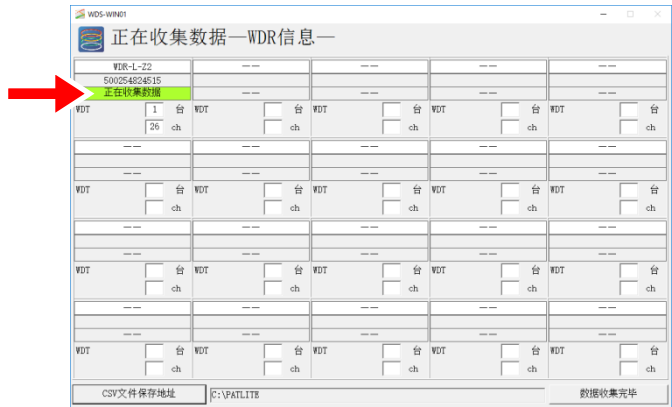 WDS-WIN01
正在收集数据—WDR信息—
WDR-L-Z2 —— —— —— ——
500254824515
正在收集数据 —— —— —— ——
WDT 1 台 WDT 台 WDT 台 WDT 台 WDT 台
26 ch ch ch ch ch
—— —— —— —— ——
—— —— —— —— ——
WDT 台 WDT 台 WDT 台 WDT 台 WDT 台
ch ch ch ch ch
—— —— —— —— ——
—— —— —— —— ——
WDT 台 WDT 台 WDT 台 WDT 台 WDT 台
ch ch ch ch ch
—— —— —— —— ——
—— —— —— —— ——
WDT 台 WDT 台 WDT 台 WDT 台 WDT 台
ch ch ch ch ch
CSV文件保存地址 C:\PATLITE 数据收集完毕